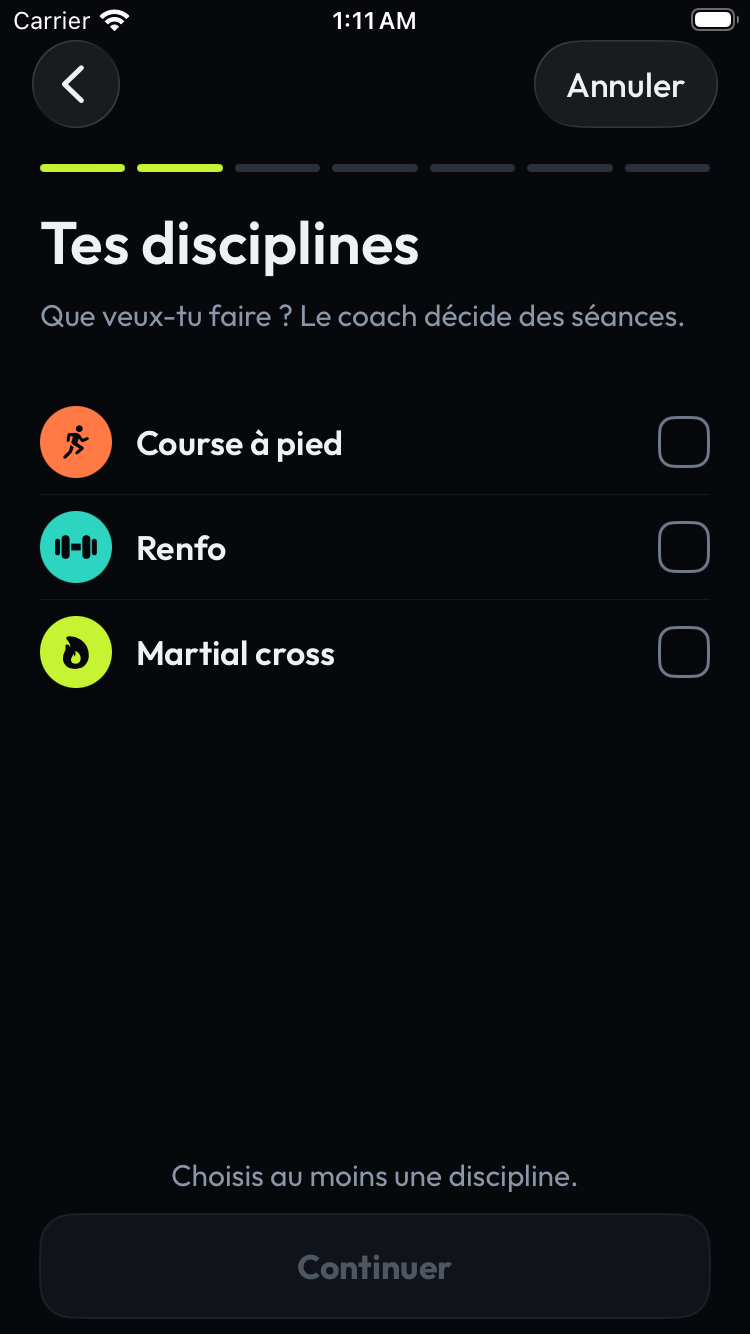 Carrier
1:11 AM
Annuler
Tes disciplines
Que veux-tu faire ? Le coach décide des séances.
Course à pied
Renfo
Martial cross
Choisis au moins une discipline.
Continuer